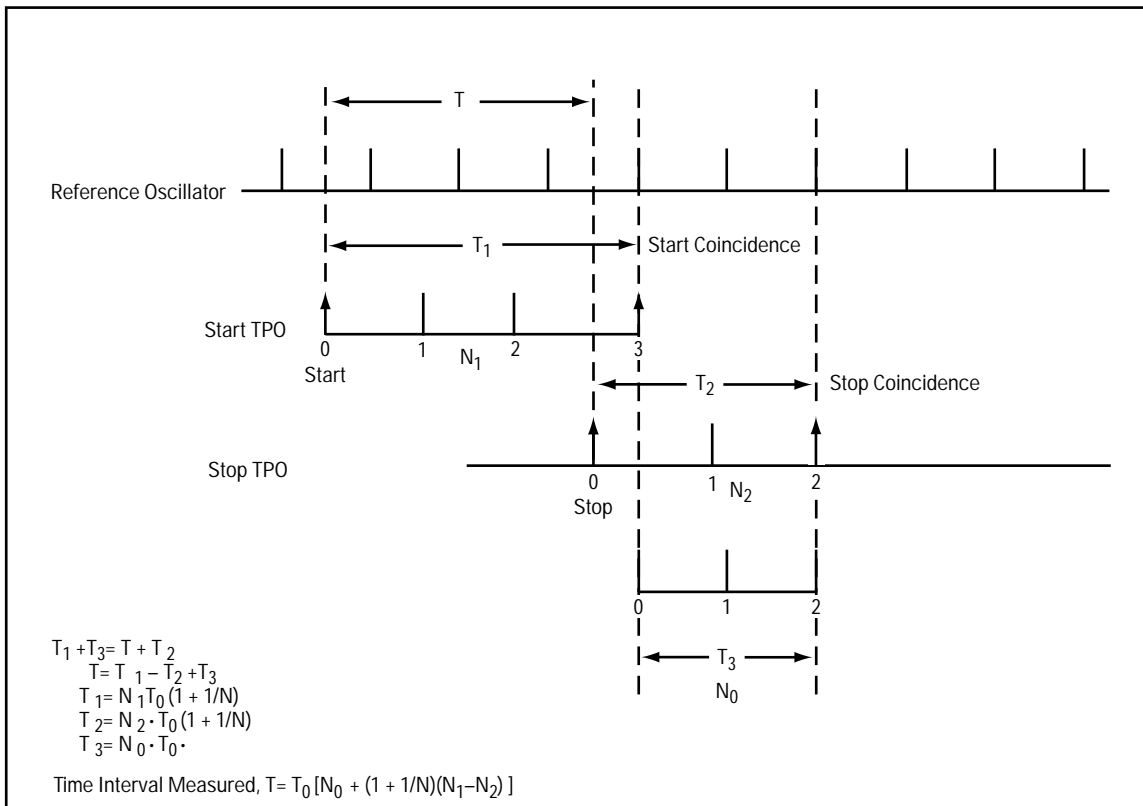 T
Reference Oscillator
T₁ Start Coincidence
Start TPO
0 1 N₁ 2 3
Start
T₂ Stop Coincidence
Stop TPO
0 1 N₂ 2
Stop
0 1 2
T₃
N₀
T₁ +T₃= T + T₂
T= T₁ – T₂ +T₃
T₁= N₁T₀ (1 + 1/N)
T₂= N₂ · T₀ (1 + 1/N)
T₃= N₀ · T₀ ·
Time Interval Measured, T= T₀ [N₀ + (1 + 1/N)(N₁–N₂) ]